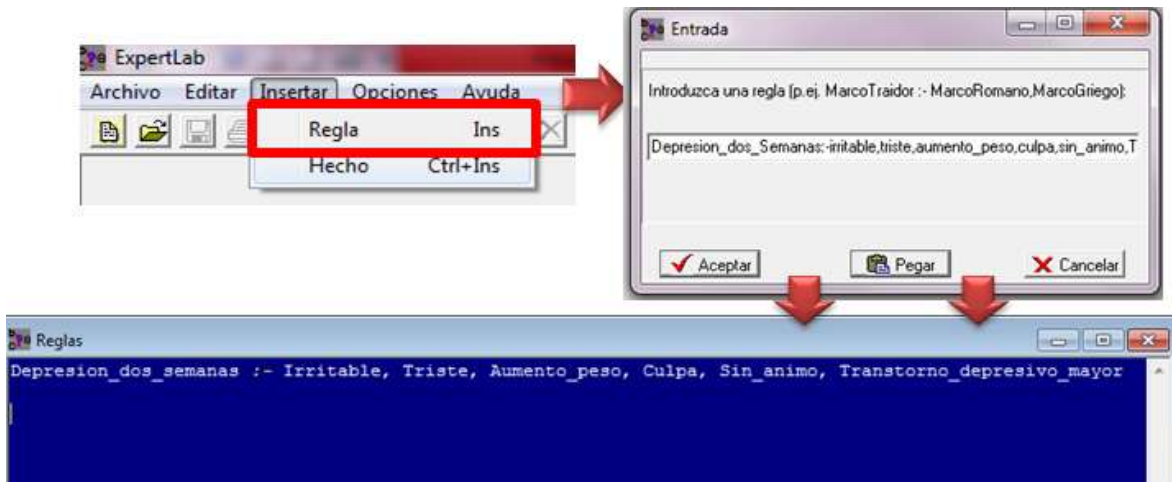 ExpertLab
Archivo Editar Insertar Opciones Ayuda
Regla Ins
Hecho Ctrl+Ins
Entrada
Introduzca una regla (p.ej. MarcoTraidor :- MarcoRomano,MarcoGriego):
Depresion_dos_Semanas:-irritable,triste,aumento_peso,culpa,sin_animo,T
Aceptar Pegar Cancelar
Reglas
Depresion_dos_semanas :- Irritable, Triste, Aumento_peso, Culpa, Sin_animo, Transtorno_depresivo_mayor